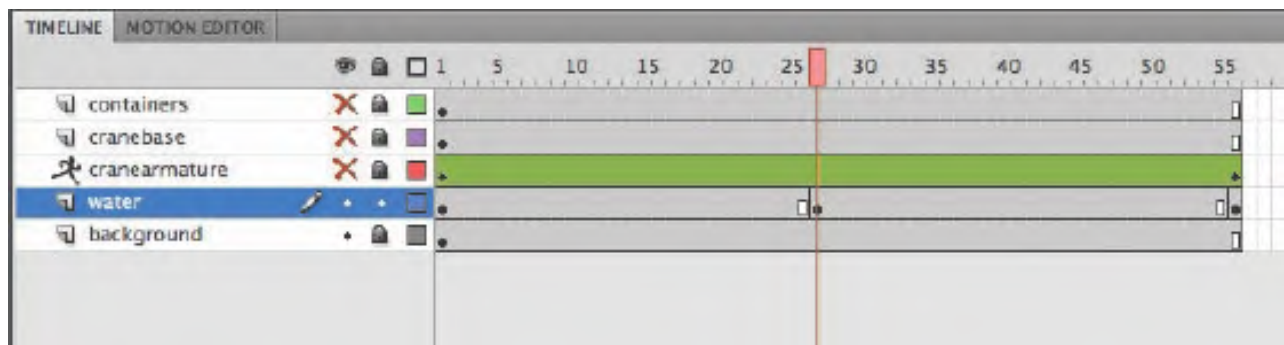 TIMELINE MOTION EDITOR
1 5 10 15 20 25 30 35 40 45 50 55
containers
cranebase
cranearmature
water
background